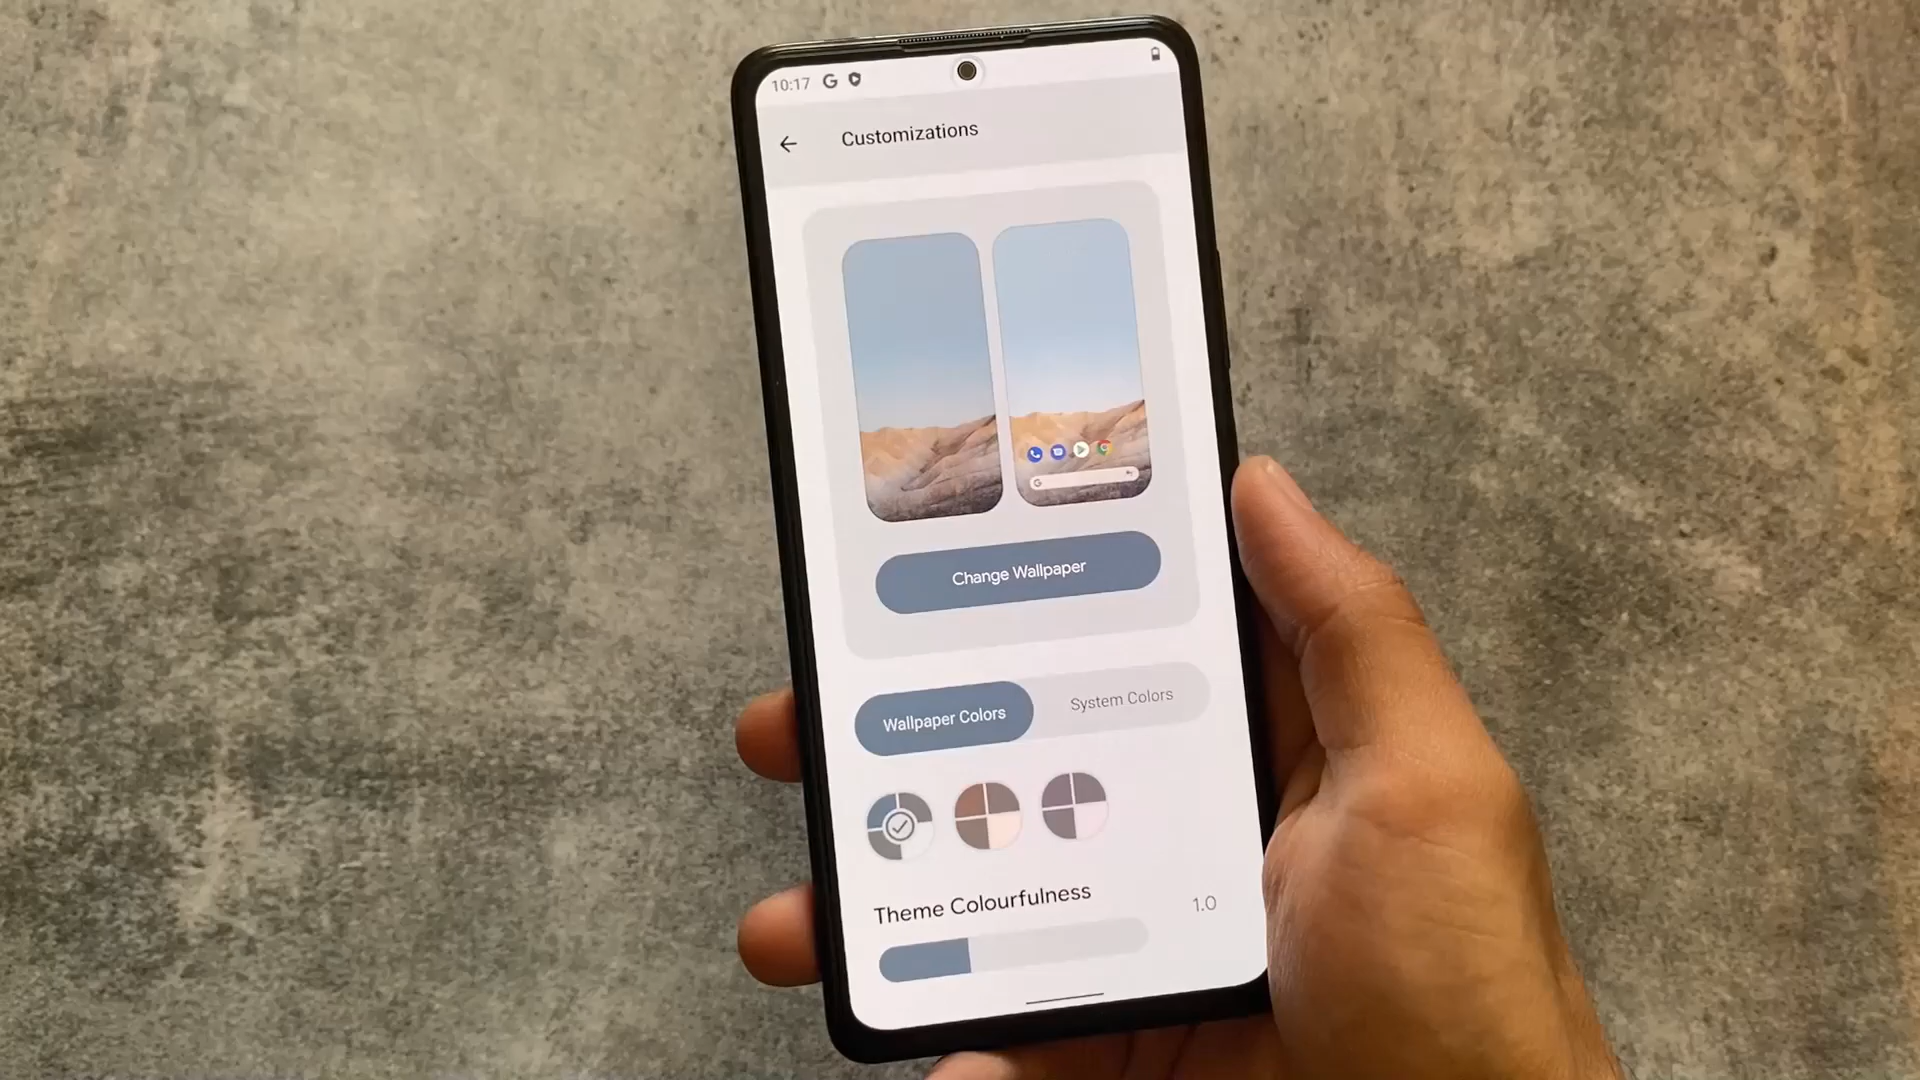 10:17 G
Customizations
G
Change Wallpaper
Wallpaper Colors
System Colors
Theme Colourfulness
1.0